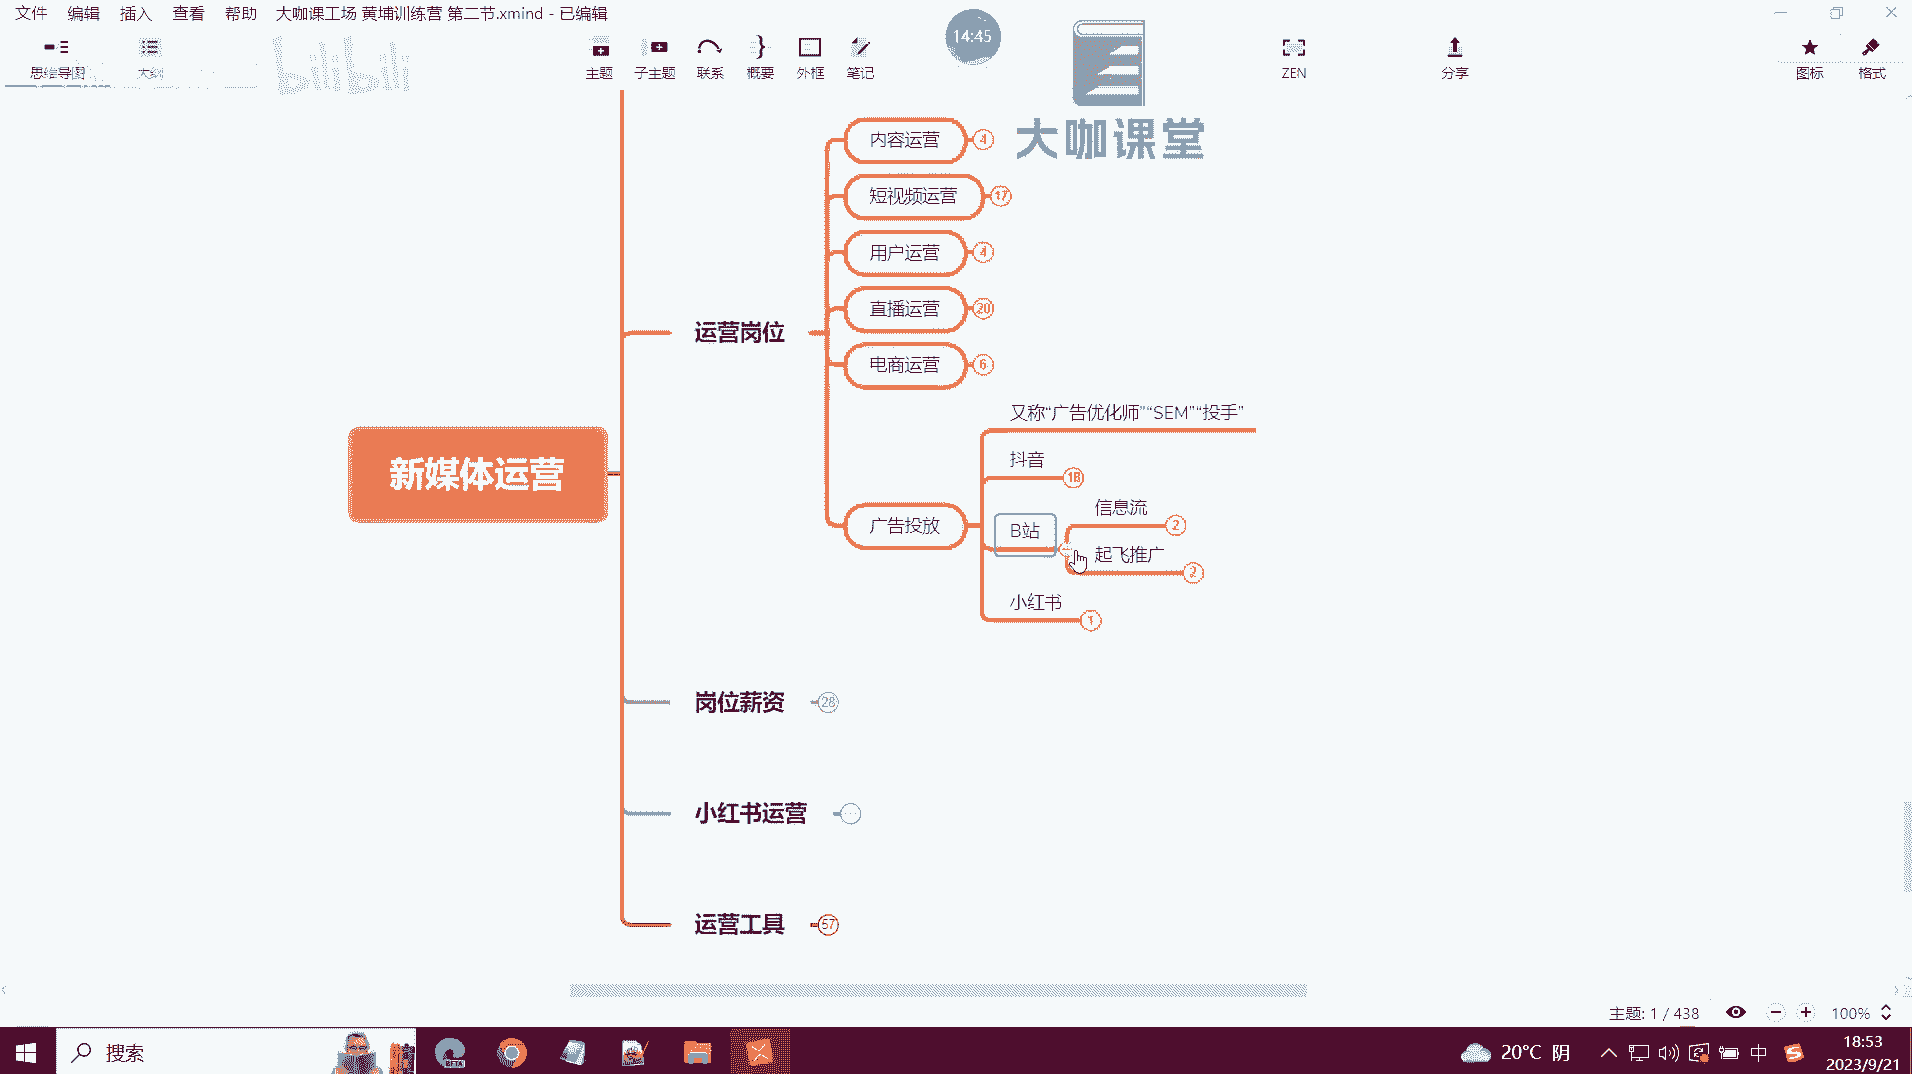 文件 编辑 插入 查看 帮助 大咖课工场 黄埔训练营 第二节.xmind - 已编辑
思维导图 大纲 主题 子主题 联系 概要 外框 笔记 ZEN 分享 图标 格式
bilibili
14:45
大咖课堂
内容运营 4
短视频运营 17
用户运营 4
直播运营 20
运营岗位
电商运营 6
又称“广告优化师”“SEM”“投手”
抖音 18
新媒体运营
信息流 2
广告投放
B站
起飞推广 2
小红书 1
岗位薪资 28
小红书运营 ...
运营工具 57
主题: 1 / 438 100%
搜索
BETA
20°C 阴
中
18:53
2023/9/21